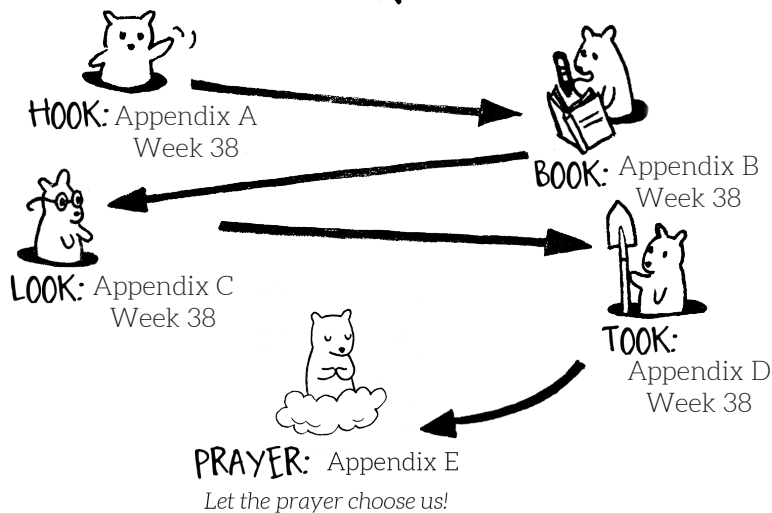 HOOK: Appendix A
Week 38
BOOK: Appendix B
Week 38
LOOK: Appendix C
Week 38
TOOK:
Appendix D
Week 38
PRAYER: Appendix E
Let the prayer choose us!